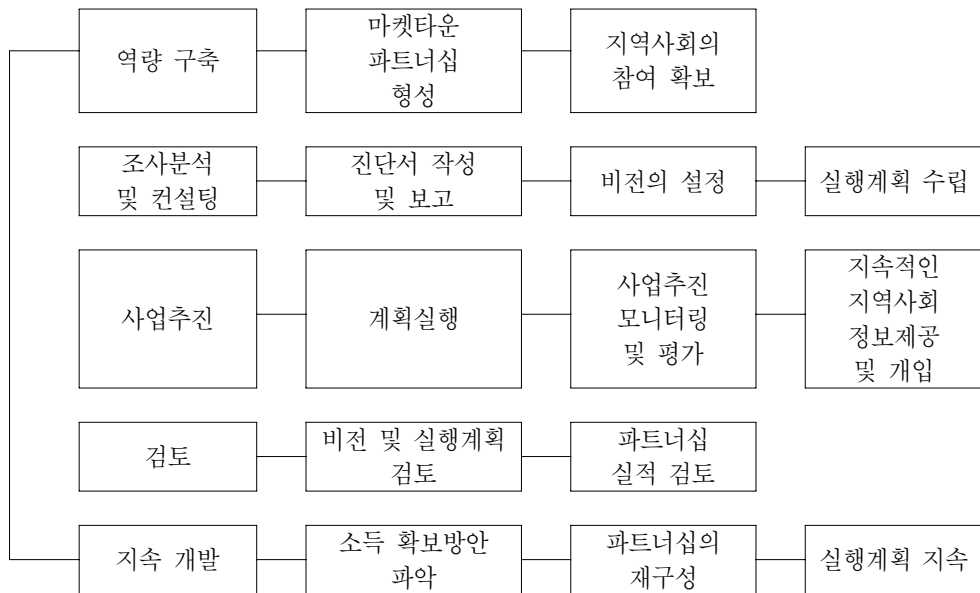 역량 구축
마켓타운
파트너십
형성
지역사회의
참여 확보
조사분석
및 컨설팅
진단서 작성
및 보고
비전의 설정
실행계획 수립
사업추진
계획실행
사업추진
모니터링
및 평가
지속적인
지역사회
정보제공
및 개입
검토
비전 및 실행계획
검토
파트너십
실적 검토
지속 개발
소득 확보방안
파악
파트너십의
재구성
실행계획 지속